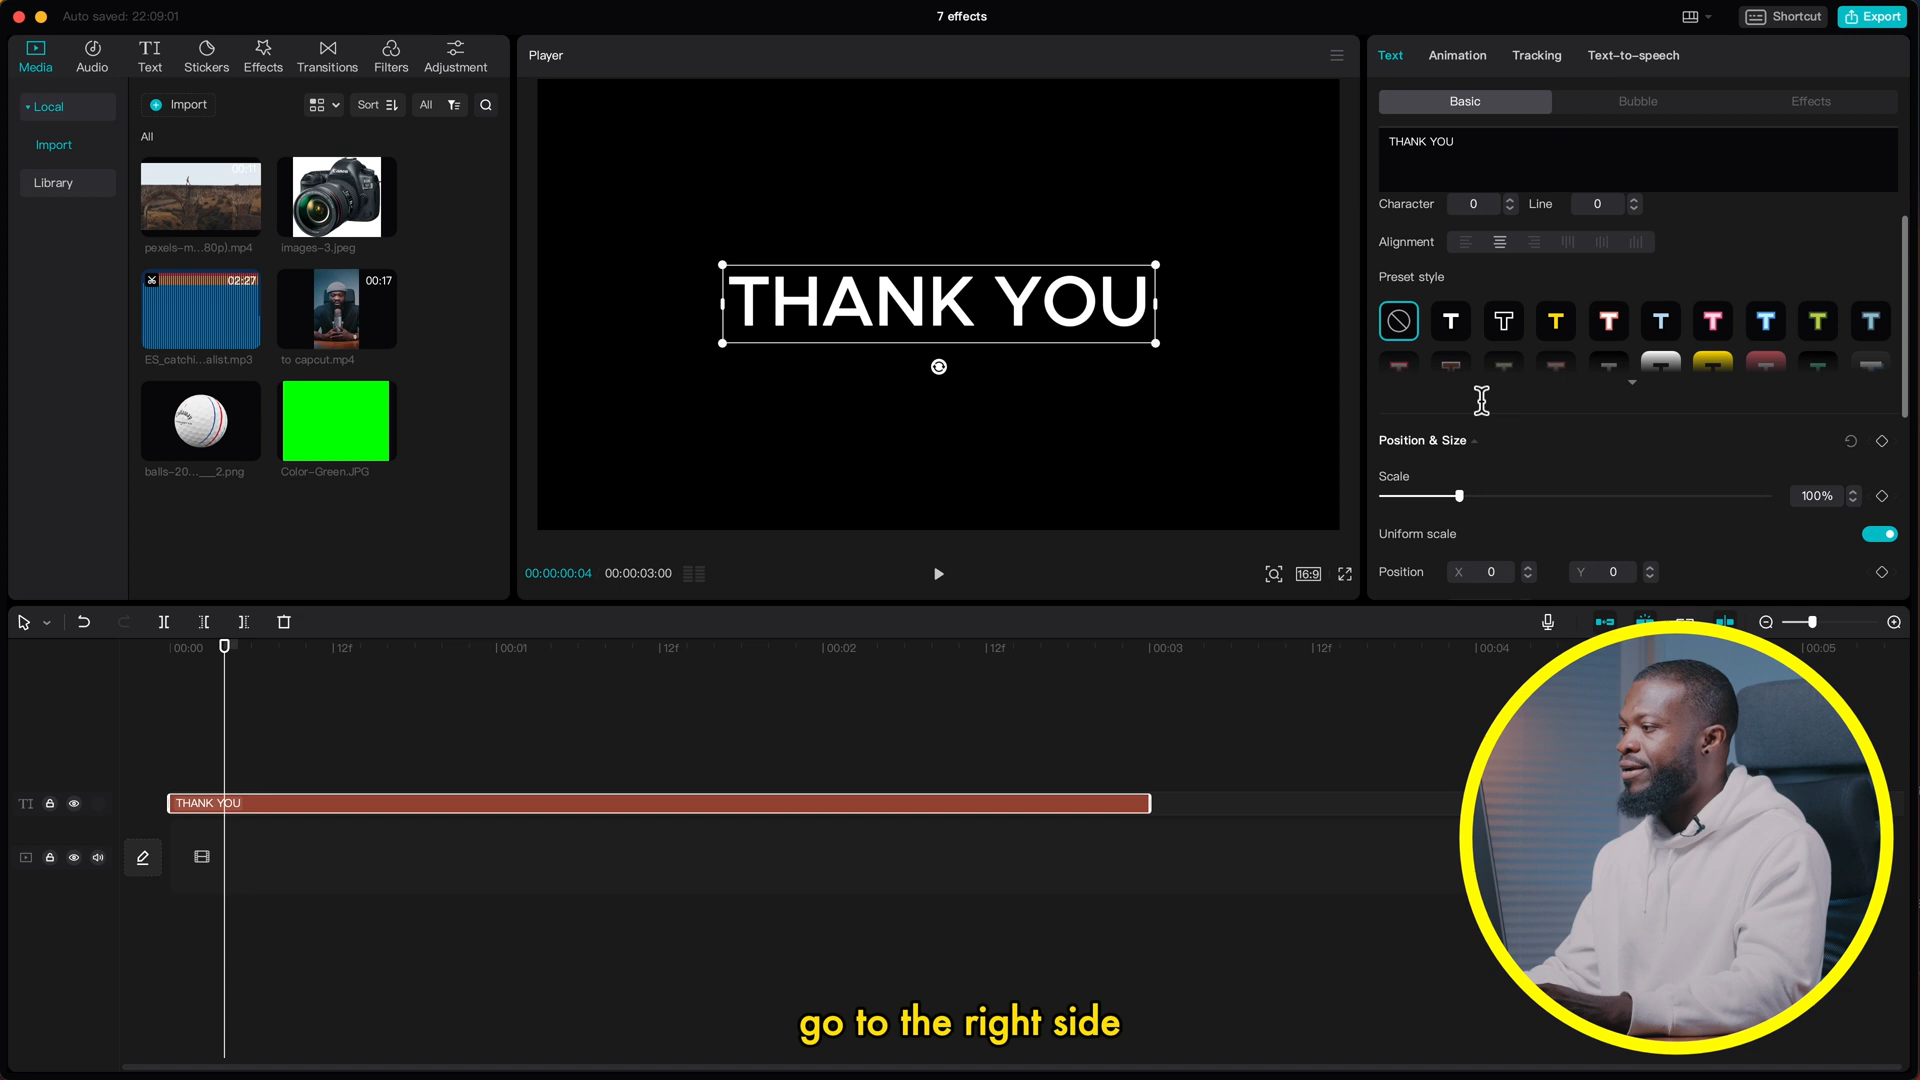 Auto saved: 22:09:01
7 effects
Shortcut
Export
Media
Audio
TI
Text
Stickers
Effects
Transitions
Filters
Adjustment
Local
Import
Library
Import
Sort
All
All
pexels-m...80p).mp4
images-3.jpeg
02:27
00:17
ES_catchi...alist.mp3
to capcut.mp4
balls-20...___2.png
Color-Green.JPG
Player
THANK YOU
00:00:00:04
00:00:03:00
16:9
Text
Animation
Tracking
Text-to-speech
Basic
Bubble
Effects
THANK YOU
Character
0
Line
0
Alignment
Preset style
T T T T T T T T T
Position & Size
Scale
100%
Uniform scale
Position
X 0
Y 0
00:00
12f
00:01
12f
00:02
12f
00:03
12f
00:04
00:05
TI
THANK YOU
go to the right side